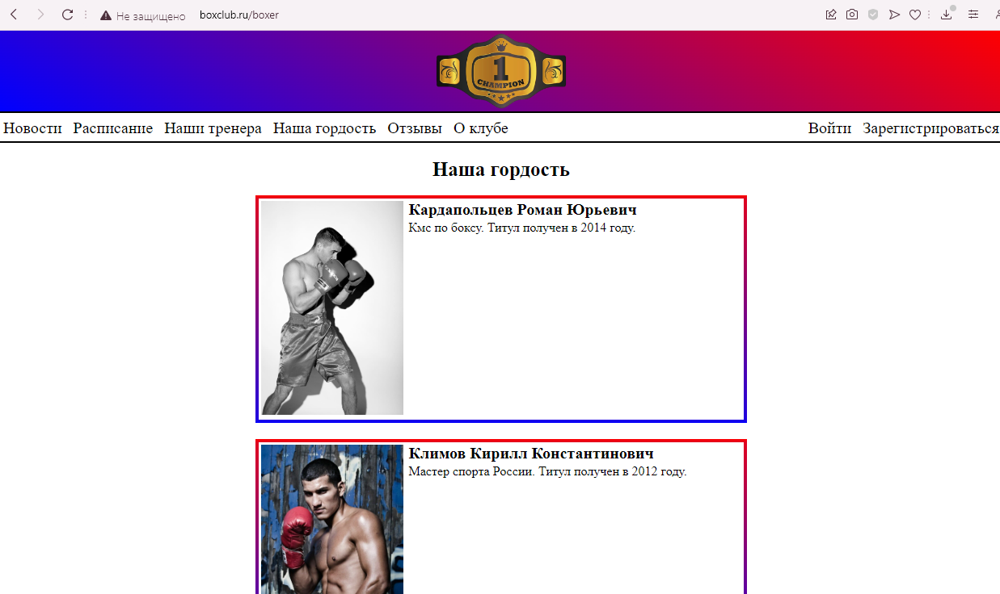 Не защищено boxclub.ru/boxer
1
CHAMPION
Новости Расписание Наши тренера Наша гордость Отзывы О клубе Войти Зарегистрироваться
Наша гордость
Кардапольцев Роман Юрьевич
Кмс по боксу. Титул получен в 2014 году.
Климов Кирилл Константинович
Мастер спорта России. Титул получен в 2012 году.